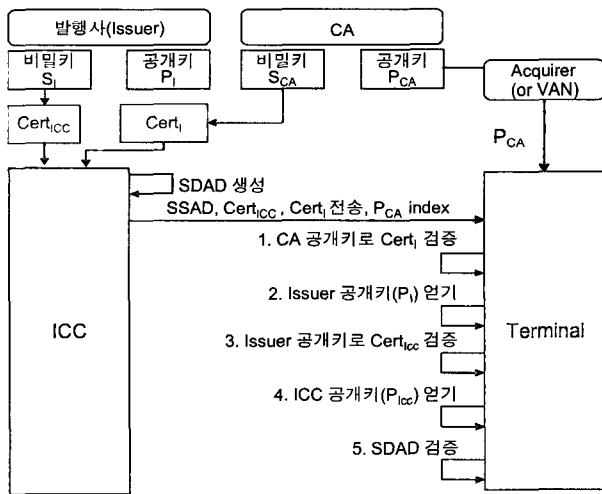 발행사(Issuer)
CA
비밀키
S_I
공개키
P_I
비밀키
S_CA
공개키
P_CA
Acquirer
(or VAN)
Cert_ICC
Cert_I
P_CA
SDAD 생성
SSAD, Cert_ICC , Cert_I 전송, P_CA index
1. CA 공개키로 Cert_I 검증
2. Issuer 공개키(P_I) 얻기
ICC
Terminal
3. Issuer 공개키로 Cert_Icc 검증
4. ICC 공개키(P_Icc) 얻기
5. SDAD 검증